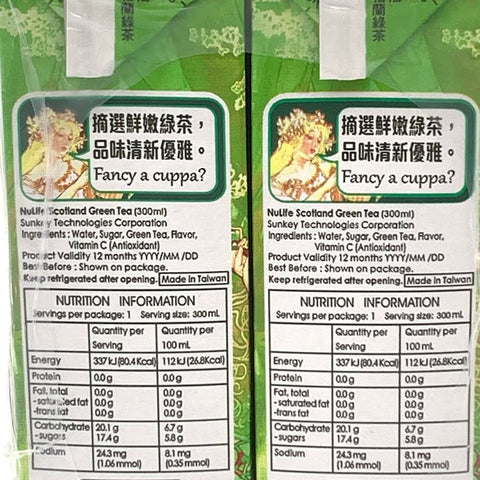 蘭綠茶
摘選鮮嫩綠茶，
品味清新優雅。
Fancy a cuppa?
NuLife Scotland Green Tea (300ml)
Sunkey Technologies Corporation
Ingredients : Water, Sugar, Green Tea, Flavor,
Vitamin C (Antioxidant)
Product Validity 12 months YYYY/MM /DD
Best Before : Shown on package.
Keep refrigerated after opening. Made in Taiwan
NUTRITION INFORMATION
Servings per package: 1 Serving size: 300 mL
Quantity per Serving Quantity per 100 mL
Energy 337 kJ (80.4Kcal) 112 kJ (26.8Kcal)
Protein 0.0 g 0.0 g
Fat, total 0.0 g 0.0 g
- saturated fat 0.0 g 0.0 g
- trans fat 0.0 g 0.0 g
Carbohydrate 20.1 g 6.7 g
- sugars 17.4 g 5.8 g
Sodium 24.3 mg 8.1 mg
(1.06 mmol) (0.35 mmol)
蘭綠茶
摘選鮮嫩綠茶，
品味清新優雅。
Fancy a cuppa?
NuLife Scotland Green Tea (300ml)
Sunkey Technologies Corporation
Ingredients : Water, Sugar, Green Tea, Flavor,
Vitamin C (Antioxidant)
Product Validity 12 months YYYY/MM /DD
Best Before : Shown on package.
Keep refrigerated after opening. Made in Taiwan
NUTRITION INFORMATION
Servings per package: 1 Serving size: 300 mL
Quantity per Serving Quantity per 100 mL
Energy 337 kJ (80.4Kcal) 112 kJ (26.8Kcal)
Protein 0.0 g 0.0 g
Fat, total 0.0 g 0.0 g
- saturated fat 0.0 g 0.0 g
- trans fat 0.0 g 0.0 g
Carbohydrate 20.1 g 6.7 g
- sugars 17.4 g 5.8 g
Sodium 24.3 mg 8.1 mg
(1.06 mmol) (0.35 mmol)